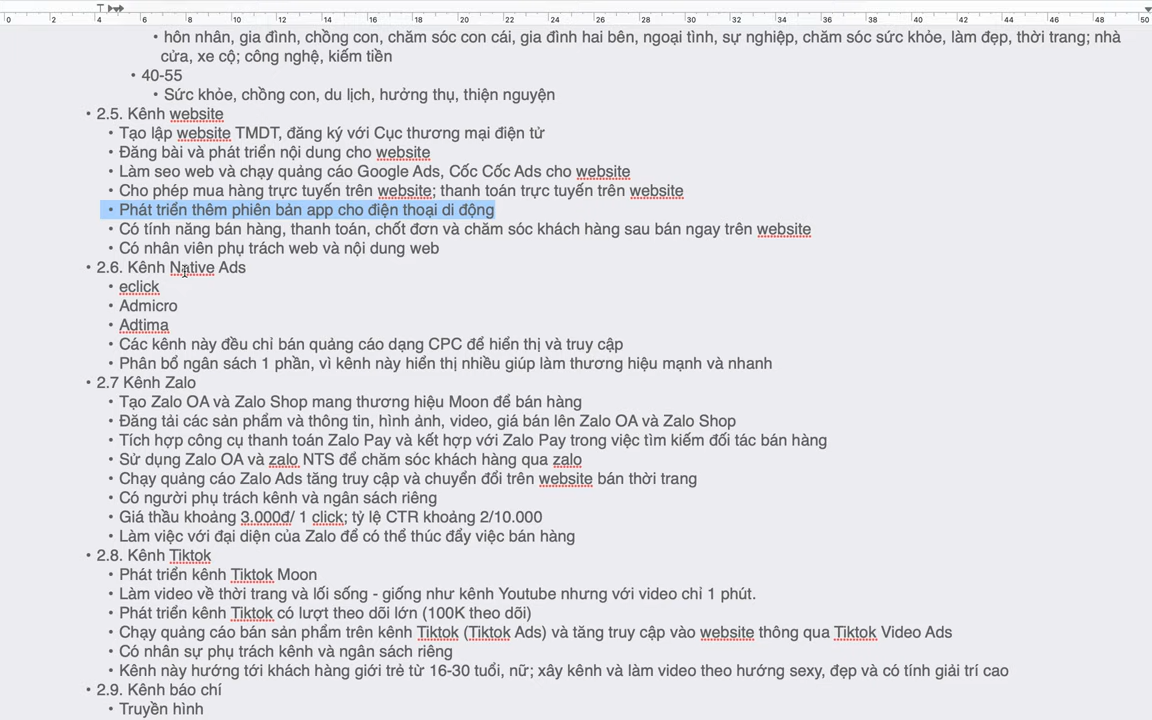 0 2 4 6 8 10 12 14 16 18 20 22 24 26 28 30 32 34 36 38 40 42 44 46 48 50
• hôn nhân, gia đình, chồng con, chăm sóc con cái, gia đình hai bên, ngoại tình, sự nghiệp, chăm sóc sức khỏe, làm đẹp, thời trang; nhà
cửa, xe cộ; công nghệ, kiếm tiền
• 40-55
• Sức khỏe, chồng con, du lịch, hưởng thụ, thiện nguyện
• 2.5. Kênh website
• Tạo lập website TMDT, đăng ký với Cục thương mại điện tử
• Đăng bài và phát triển nội dung cho website
• Làm seo web và chạy quảng cáo Google Ads, Cốc Cốc Ads cho website
• Cho phép mua hàng trực tuyến trên website; thanh toán trực tuyến trên website
• Phát triển thêm phiên bản app cho điện thoại di động
• Có tính năng bán hàng, thanh toán, chốt đơn và chăm sóc khách hàng sau bán ngay trên website
• Có nhân viên phụ trách web và nội dung web
• 2.6. Kênh Native Ads
• eclick
• Admicro
• Adtima
• Các kênh này đều chỉ bán quảng cáo dạng CPC để hiển thị và truy cập
• Phân bổ ngân sách 1 phần, vì kênh này hiển thị nhiều giúp làm thương hiệu mạnh và nhanh
• 2.7 Kênh Zalo
• Tạo Zalo OA và Zalo Shop mang thương hiệu Moon để bán hàng
• Đăng tải các sản phẩm và thông tin, hình ảnh, video, giá bán lên Zalo OA và Zalo Shop
• Tích hợp công cụ thanh toán Zalo Pay và kết hợp với Zalo Pay trong việc tìm kiếm đối tác bán hàng
• Sử dụng Zalo OA và zalo NTS để chăm sóc khách hàng qua zalo
• Chạy quảng cáo Zalo Ads tăng truy cập và chuyển đổi trên website bán thời trang
• Có người phụ trách kênh và ngân sách riêng
• Giá thầu khoảng 3.000đ/ 1 click; tỷ lệ CTR khoảng 2/10.000
• Làm việc với đại diện của Zalo để có thể thúc đẩy việc bán hàng
• 2.8. Kênh Tiktok
• Phát triển kênh Tiktok Moon
• Làm video về thời trang và lối sống - giống như kênh Youtube nhưng với video chỉ 1 phút.
• Phát triển kênh Tiktok có lượt theo dõi lớn (100K theo dõi)
• Chạy quảng cáo bán sản phẩm trên kênh Tiktok (Tiktok Ads) và tăng truy cập vào website thông qua Tiktok Video Ads
• Có nhân sự phụ trách kênh và ngân sách riêng
• Kênh này hướng tới khách hàng giới trẻ từ 16-30 tuổi, nữ; xây kênh và làm video theo hướng sexy, đẹp và có tính giải trí cao
• 2.9. Kênh báo chí
• Truyền hình